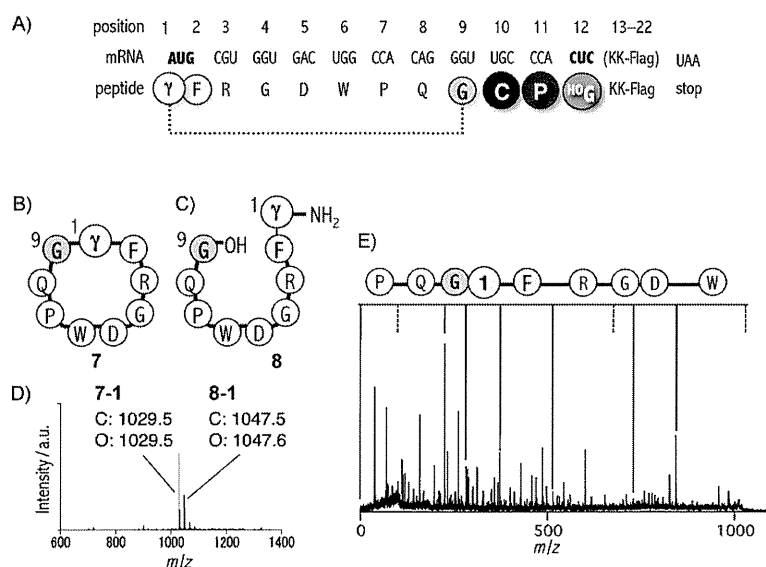 A)
position 1 2 3 4 5 6 7 8 9 10 11 12 13–22
mRNA AUG CGU GGU GAC UGG CCA CAG GGU UGC CCA CUC (KK-Flag) UAA
peptide γ F R G D W P Q G C P HOG KK-Flag stop
B) C) E)
9 G 1 γ F R G D W P Q
7
1 γ NH2 F R G D W P Q 9 G OH
8
P Q G 1 F R G D W
D)
7-1 8-1
C: 1029.5 C: 1047.5
O: 1029.5 O: 1047.6
Intensity / a.u.
600 800 1000 1200 1400
m/z
0 500 1000
m/z